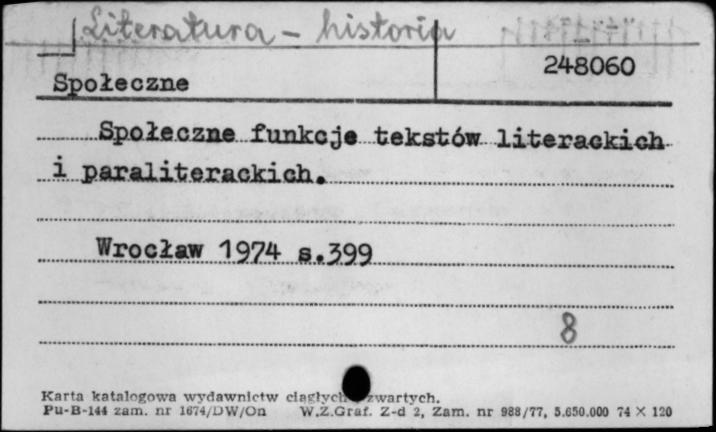 Literatura - historia
248060
Społeczne
Społeczne funkcje tekstów literackich
i paraliterackich.
Wrocław 1974 s.399
8
Karta katalogowa wydawnictw ciągłych zwartych.
Pu-B-144 zam. nr 1674/DW/On W.Z.Graf. Z-d 2, Zam. nr 988/77, 5.650.000 74 X 120